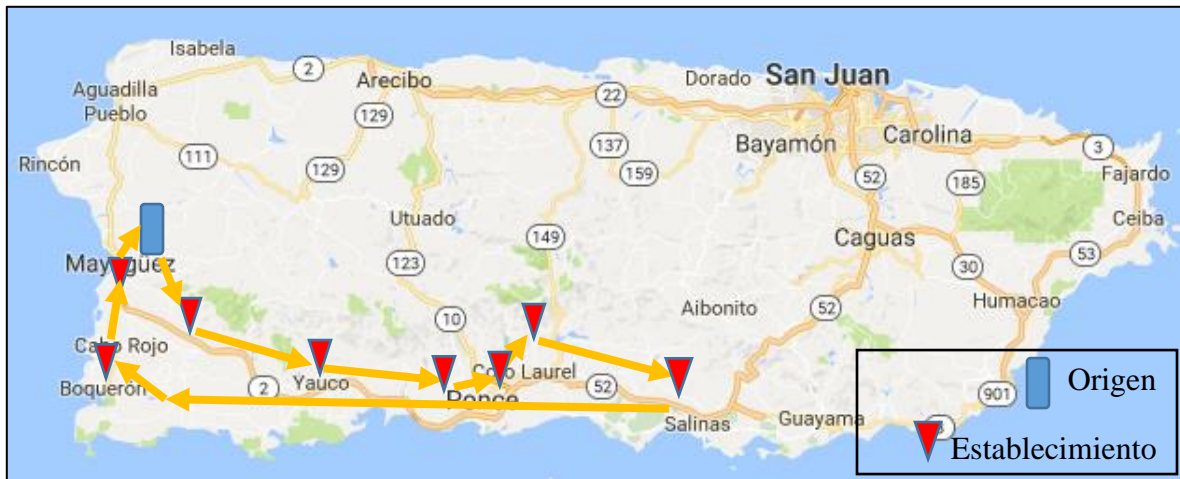 Isabela
2
Arecibo
Dorado
San Juan
Aguadilla
Pueblo
129
22
Bayamón
Carolina
Rincón
111
129
137
159
52
185
3
Fajardo
Utuado
Ceiba
Mayagüez
149
Caguas
123
30
53
Aibonito
52
Humacao
10
Cabo Rojo
Boquerón
2
Yauco
Coto Laurel
Ponce
52
Salinas
Guayama
901
3
Origen
Establecimiento